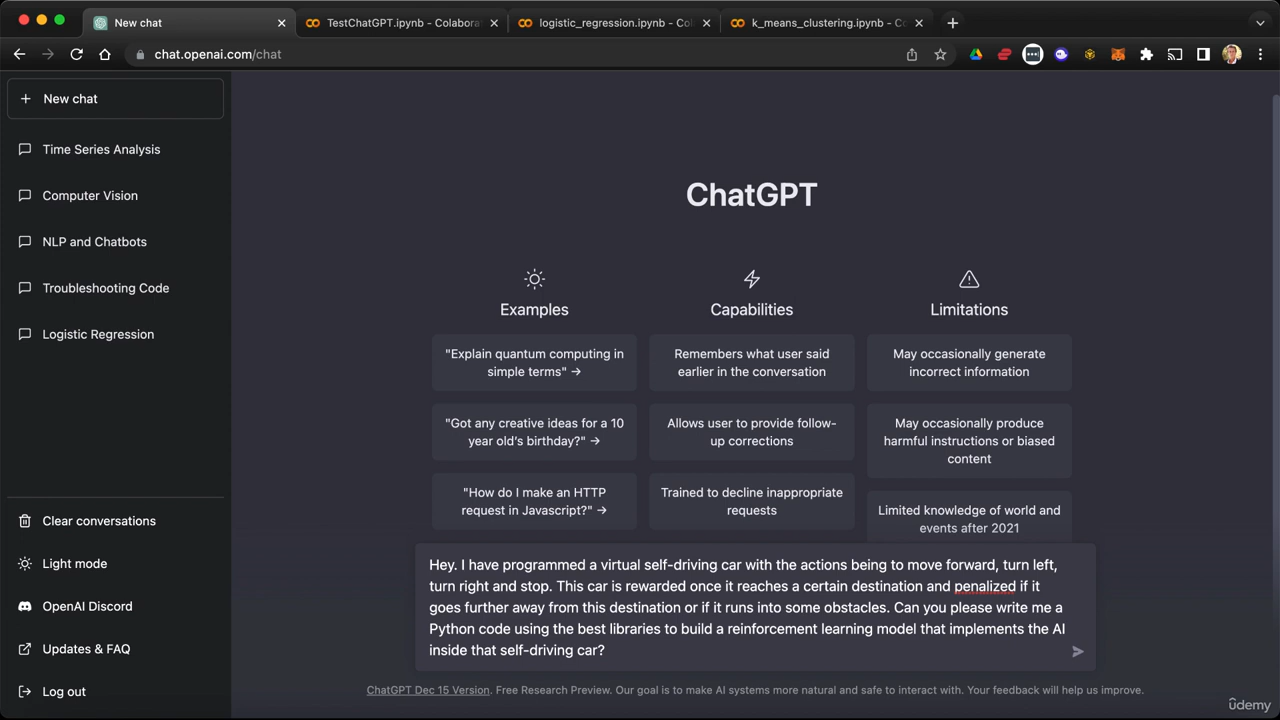 New chat
TestChatGPT.ipynb - Colabora
logistic_regression.ipynb - Co
k_means_clustering.ipynb - Co
chat.openai.com/chat
New chat
Time Series Analysis
Computer Vision
NLP and Chatbots
Troubleshooting Code
Logistic Regression
Clear conversations
Light mode
OpenAI Discord
Updates & FAQ
Log out
ChatGPT
Examples
"Explain quantum computing in
simple terms" →
"Got any creative ideas for a 10
year old's birthday?" →
"How do I make an HTTP
request in Javascript?" →
Capabilities
Remembers what user said
earlier in the conversation
Allows user to provide follow-
up corrections
Trained to decline inappropriate
requests
Limitations
May occasionally generate
incorrect information
May occasionally produce
harmful instructions or biased
content
Limited knowledge of world and
events after 2021
Hey. I have programmed a virtual self-driving car with the actions being to move forward, turn left,
turn right and stop. This car is rewarded once it reaches a certain destination and penalized if it
goes further away from this destination or if it runs into some obstacles. Can you please write me a
Python code using the best libraries to build a reinforcement learning model that implements the AI
inside that self-driving car?
ChatGPT Dec 15 Version. Free Research Preview. Our goal is to make AI systems more natural and safe to interact with. Your feedback will help us improve.
ûdemy